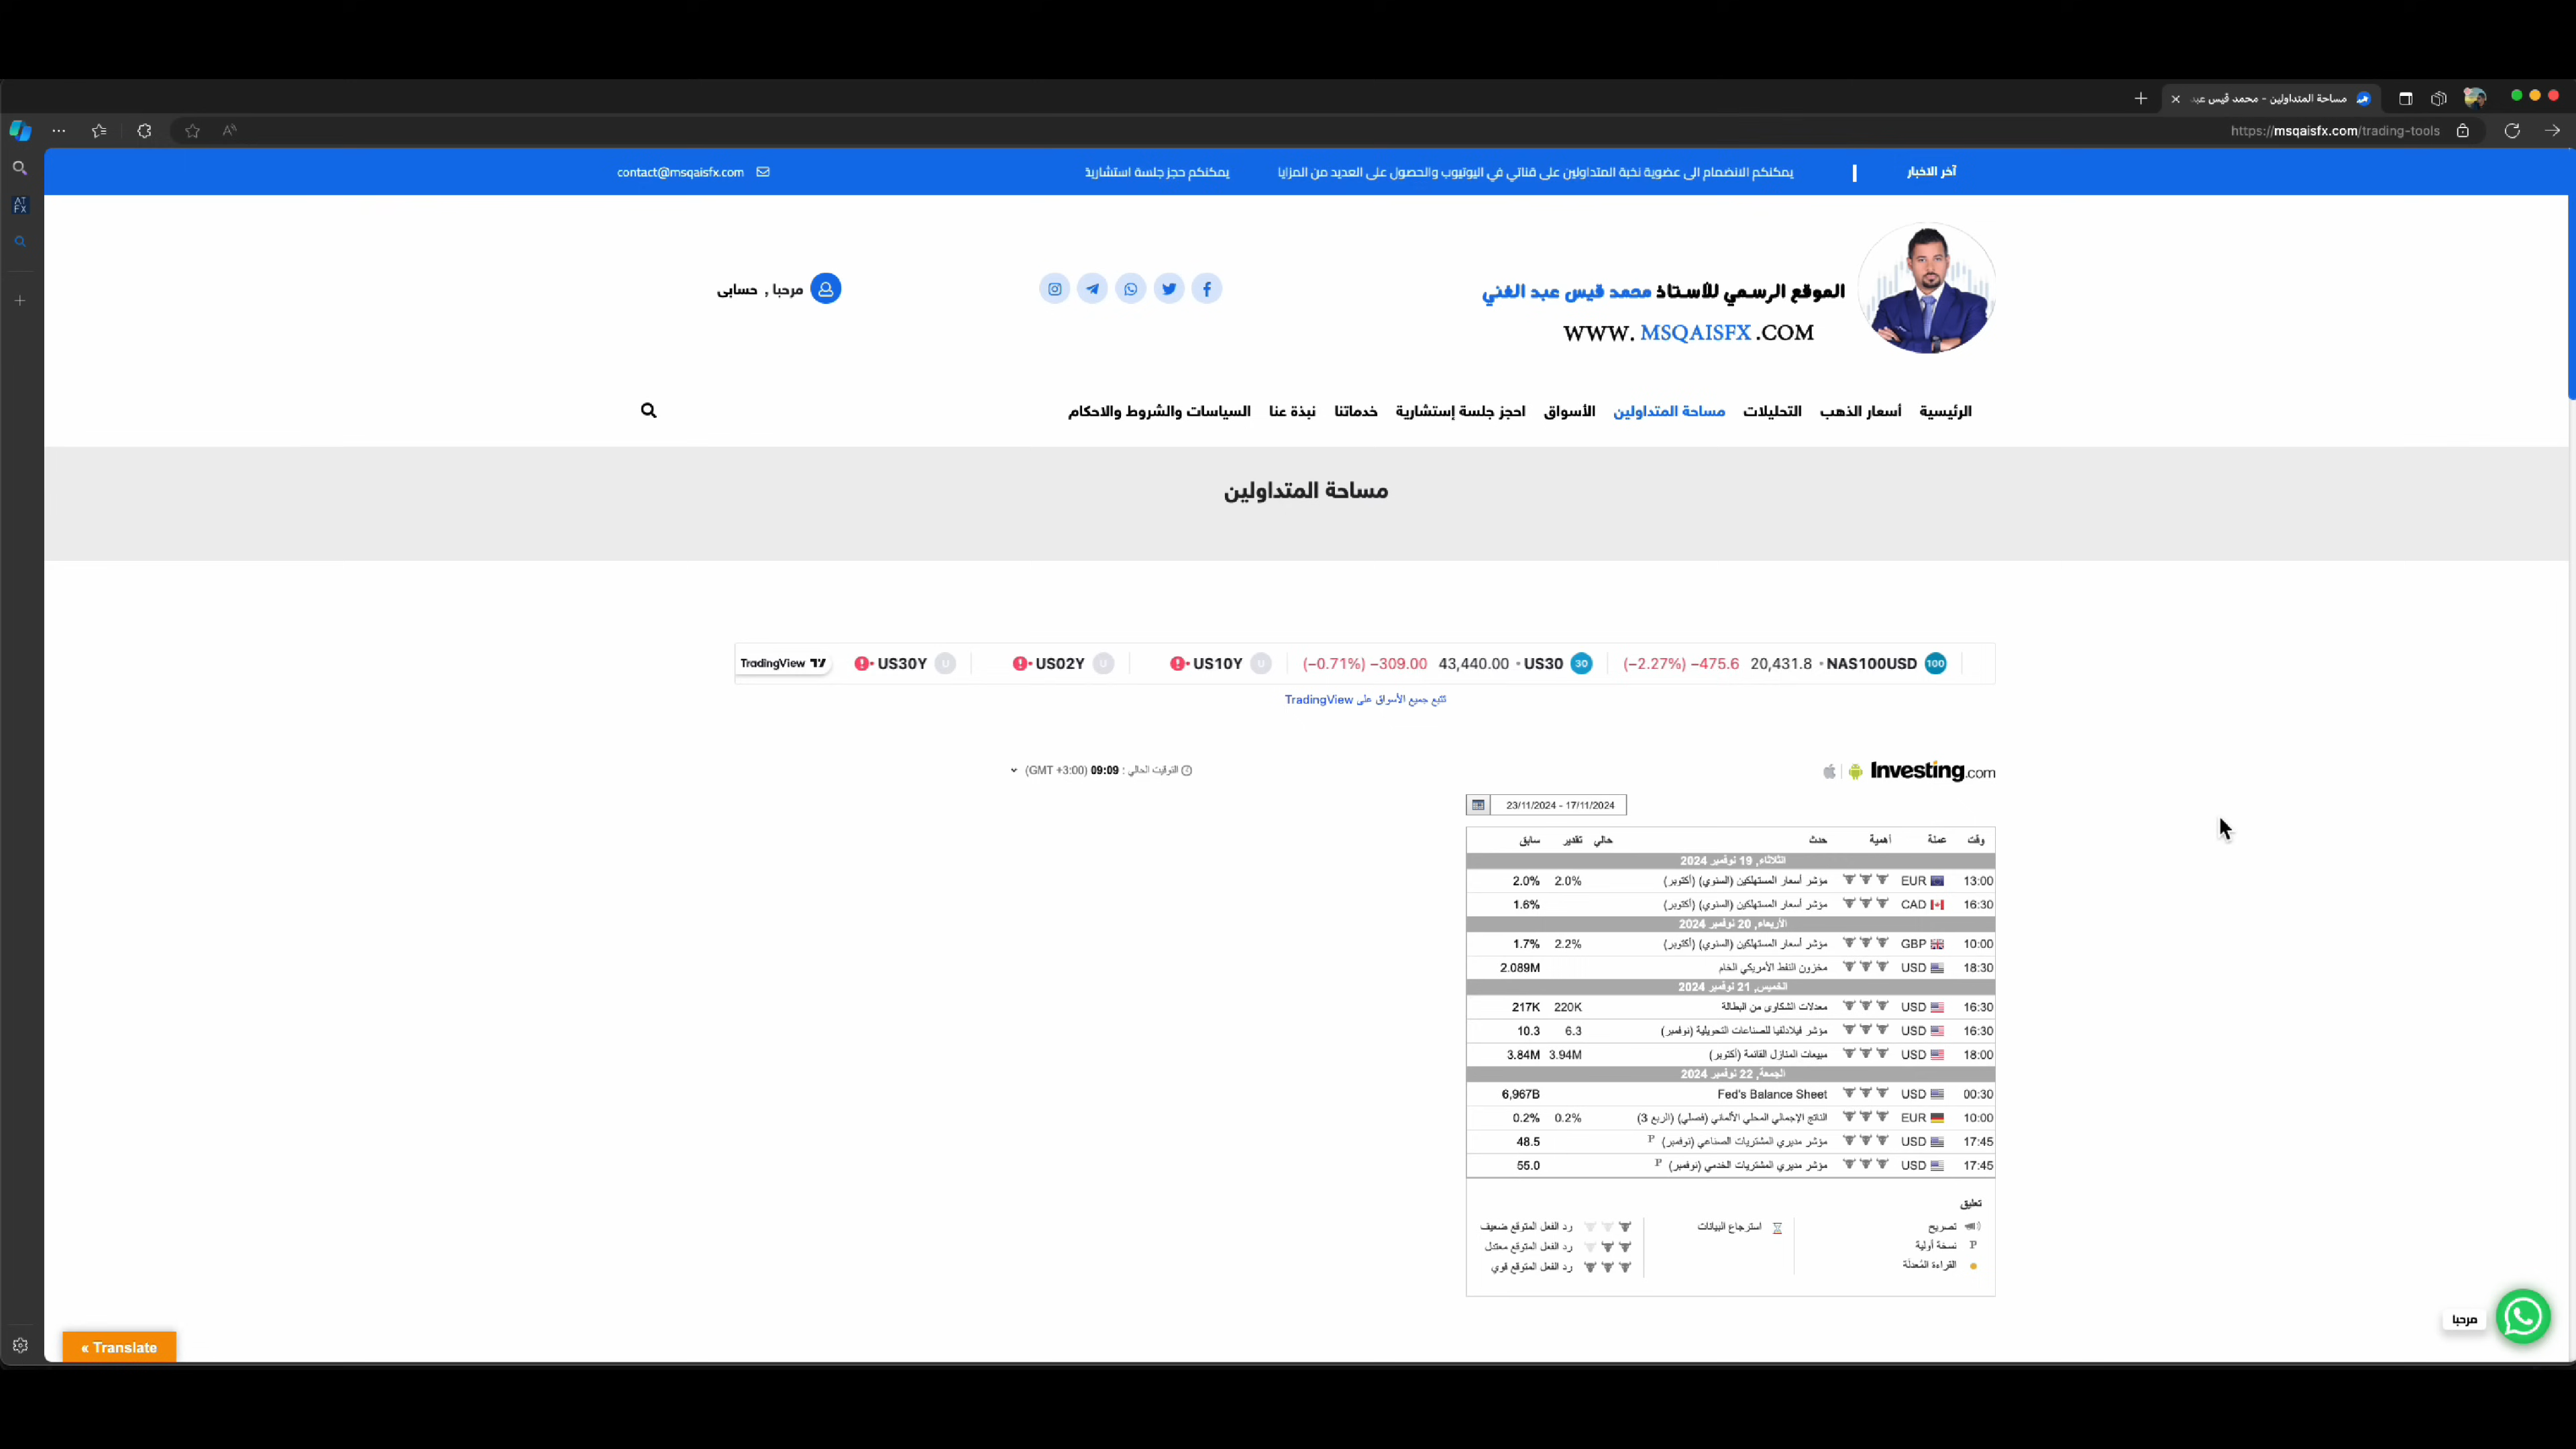 مساحة المتداولين - محمد قيس عبد
https://msqaisfx.com/trading-tools
آخر الاخبار
يمكنكم الانضمام الى عضوية نخبة المتداولين على قناتي في اليوتيوب والحصول على العديد من المزايا
يمكنكم حجز جلسة استشارية
contact@msqaisfx.com
الموقع الرسمي للأستاذ محمد قيس عبد الغني
WWW. MSQAISFX .COM
مرحبا , حسابى
الرئيسية أسعار الذهب التحليلات مساحة المتداولين الأسواق احجز جلسة إستشارية خدماتنا نبذة عنا السياسات والشروط والاحكام
مساحة المتداولين
100 NAS100USD 20,431.8 −475.6 (−2.27%)
30 US30 43,440.00 −309.00 (−0.71%)
U US10Y
U US02Y
U US30Y
TradingView
تتبع جميع الأسواق على TradingView
Investing.com
التوقيت الحالي : 09:09 (GMT +3:00)
23/11/2024 - 17/11/2024
وقت عملة أهمية حدث حالي تقدير سابق
الثلاثاء, 19 نوفمبر 2024
13:00 EUR مؤشر أسعار المستهلكين (السنوي) (أكتوبر) 2.0% 2.0%
16:30 CAD مؤشر أسعار المستهلكين (السنوي) (أكتوبر) 1.6%
الأربعاء, 20 نوفمبر 2024
10:00 GBP مؤشر أسعار المستهلكين (السنوي) (أكتوبر) 2.2% 1.7%
18:30 USD مخزون النفط الأمريكي الخام 2.089M
الخميس, 21 نوفمبر 2024
16:30 USD معدلات الشكاوى من البطالة 220K 217K
16:30 USD مؤشر فيلادلفيا للصناعات التحويلية (نوفمبر) 6.3 10.3
18:00 USD مبيعات المنازل القائمة (أكتوبر) 3.94M 3.84M
الجمعة, 22 نوفمبر 2024
00:30 USD Fed's Balance Sheet 6,967B
10:00 EUR الناتج الإجمالي المحلي الألماني (فصلي) (الربع 3) 0.2% 0.2%
17:45 USD مؤشر مديري المشتريات الصناعي (نوفمبر) P 48.5
17:45 USD مؤشر مديري المشتريات الخدمي (نوفمبر) P 55.0
تعليق
تصريح
P نسخة أولية
القراءة المُعدلة
استرجاع البيانات
رد الفعل المتوقع ضعيف
رد الفعل المتوقع معتدل
رد الفعل المتوقع قوي
مرحبا
Translate »